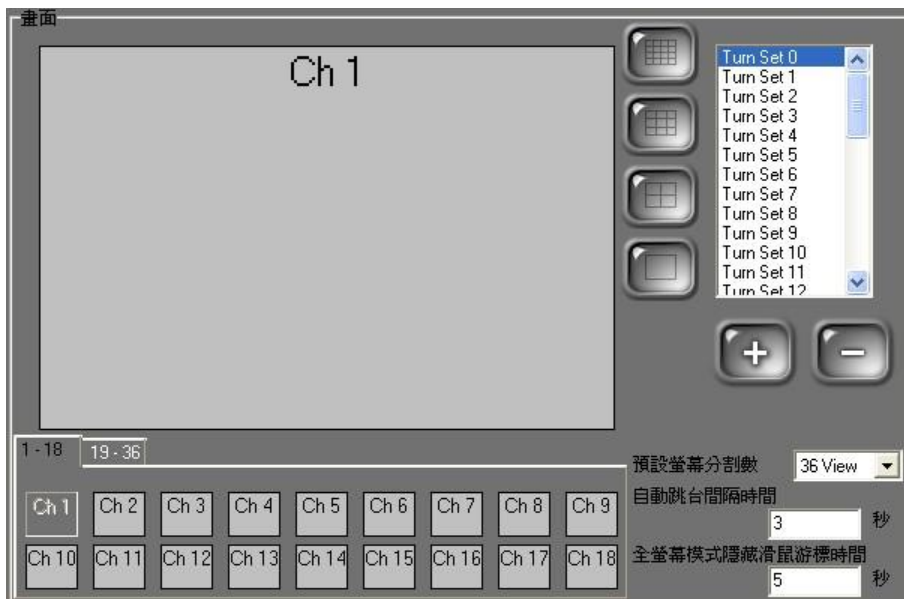 畫面
Ch 1
Turn Set 0
Turn Set 1
Turn Set 2
Turn Set 3
Turn Set 4
Turn Set 5
Turn Set 6
Turn Set 7
Turn Set 8
Turn Set 9
Turn Set 10
Turn Set 11
Turn Set 12
1 - 18
19 - 36
Ch 1 Ch 2 Ch 3 Ch 4 Ch 5 Ch 6 Ch 7 Ch 8 Ch 9
Ch 10 Ch 11 Ch 12 Ch 13 Ch 14 Ch 15 Ch 16 Ch 17 Ch 18
預設螢幕分割數 36 View
自動跳台間隔時間
3 秒
全螢幕模式隱藏滑鼠游標時間
5 秒